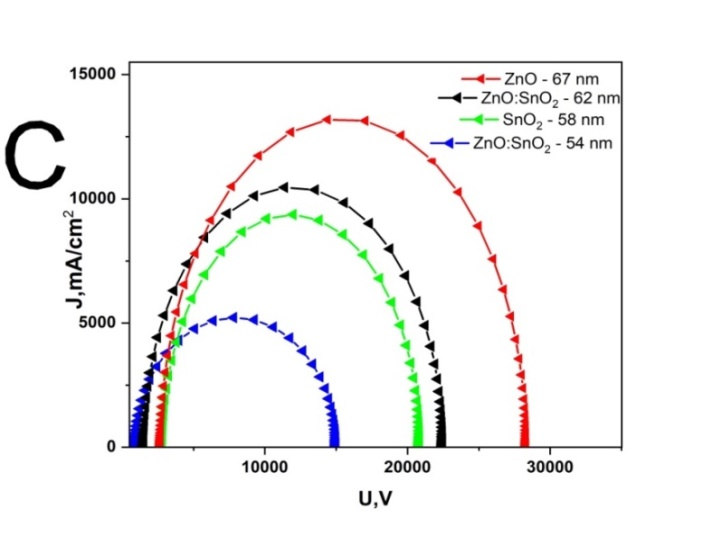 C
15000
10000
5000
0
J,mA/cm²
ZnO - 67 nm
ZnO:SnO₂ - 62 nm
SnO₂ - 58 nm
ZnO:SnO₂ - 54 nm
10000 20000 30000
U,V